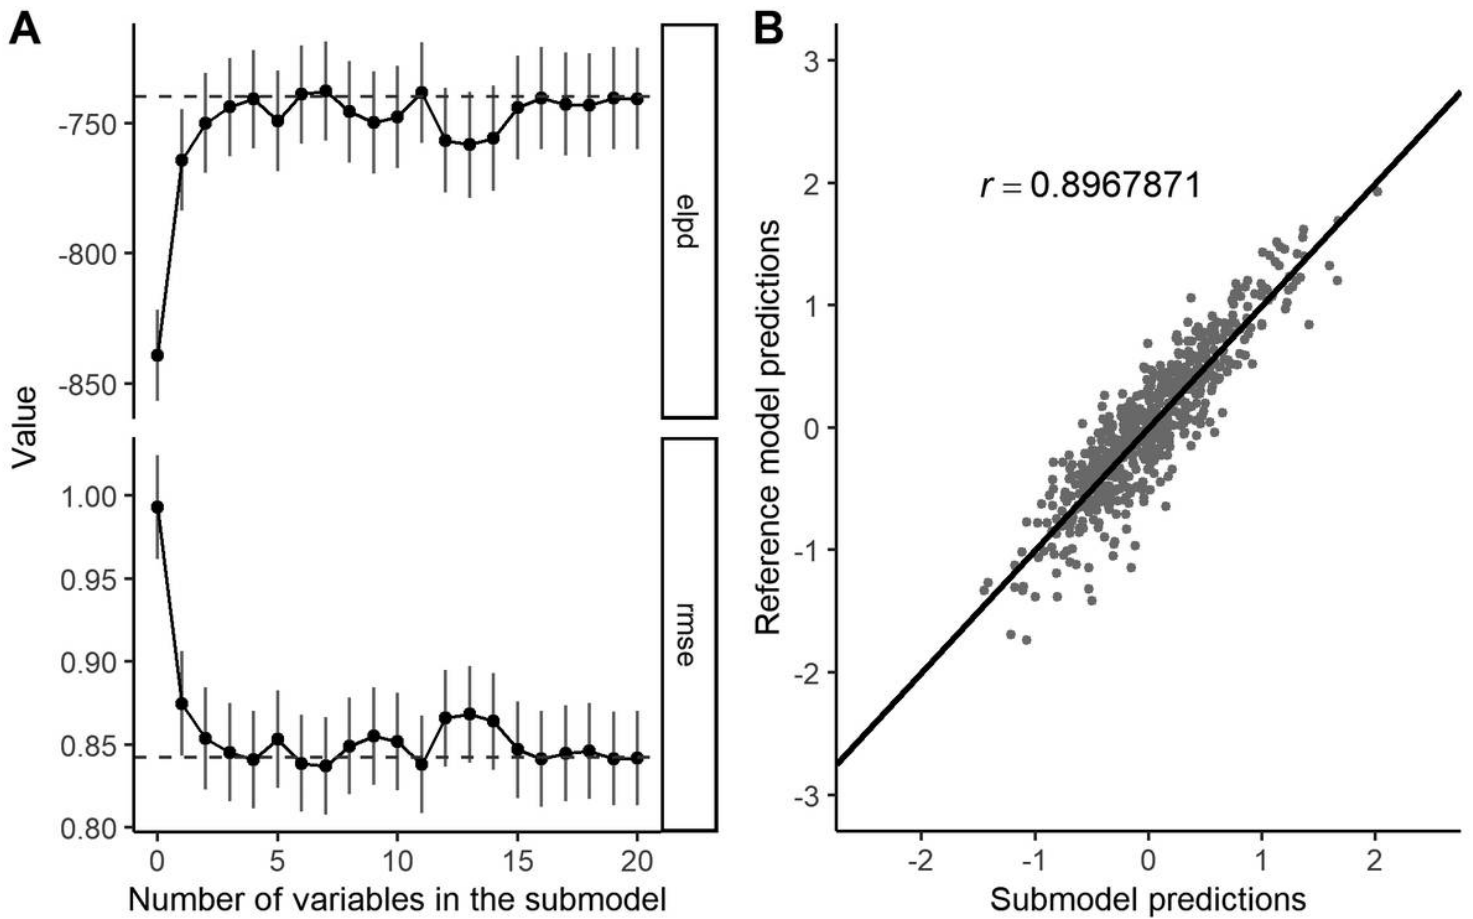 A
Value
-750
-800
-850
elpd
1.00
0.95
0.90
0.85
0.80
rmse
0 5 10 15 20
Number of variables in the submodel
B
Reference model predictions
3
2
1
0
-1
-2
-3
r = 0.8967871
-2 -1 0 1 2
Submodel predictions